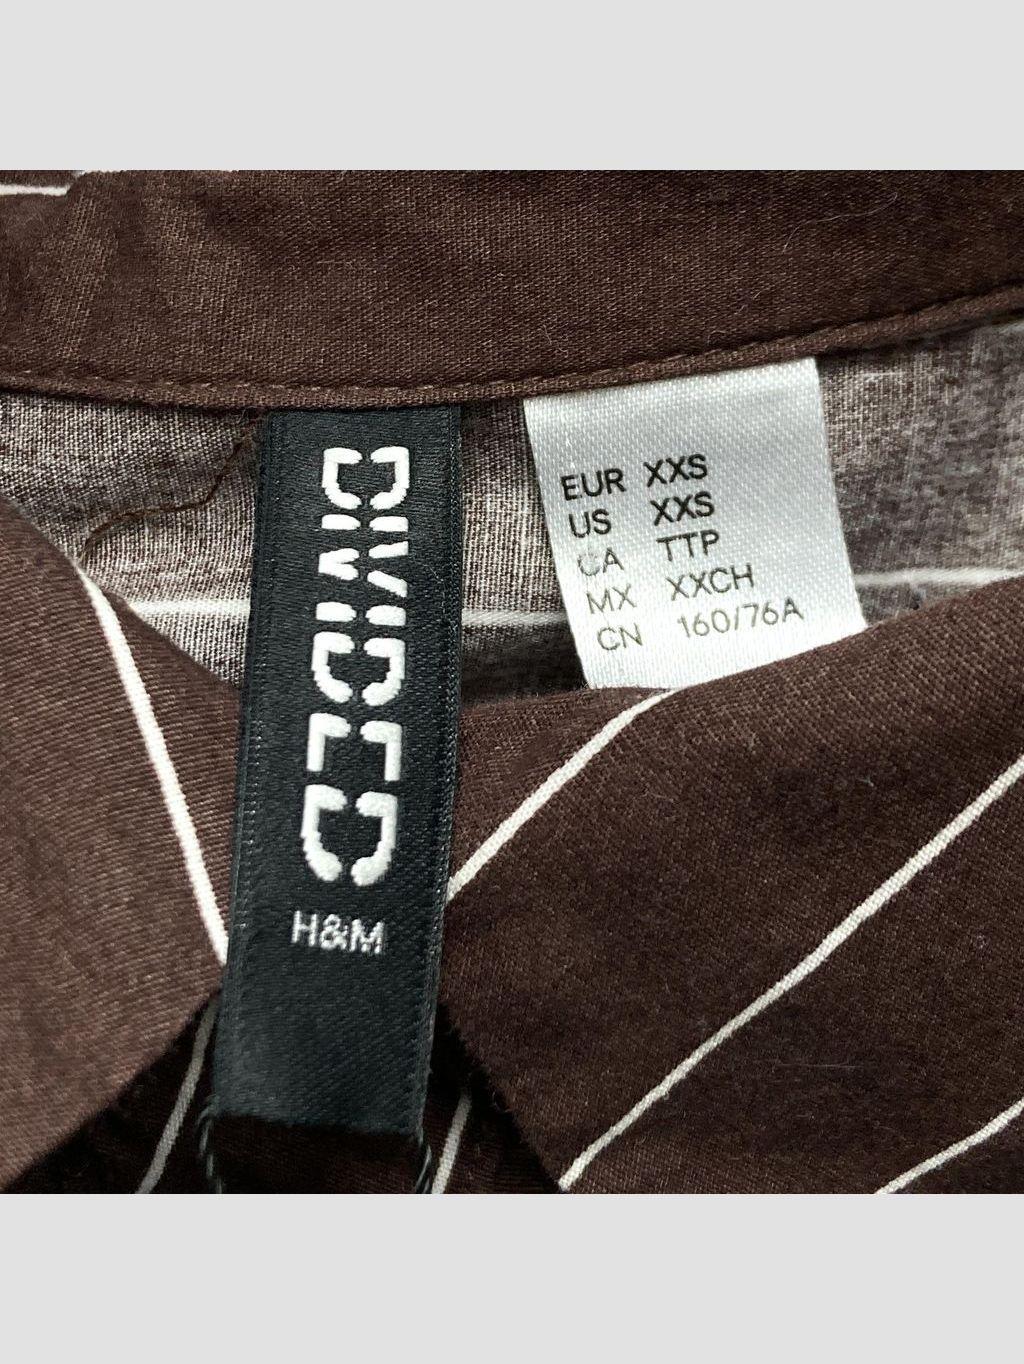 DIVIDED
H&M
EUR XXS
US XXS
CA TTP
MX XXCH
CN 160/76A